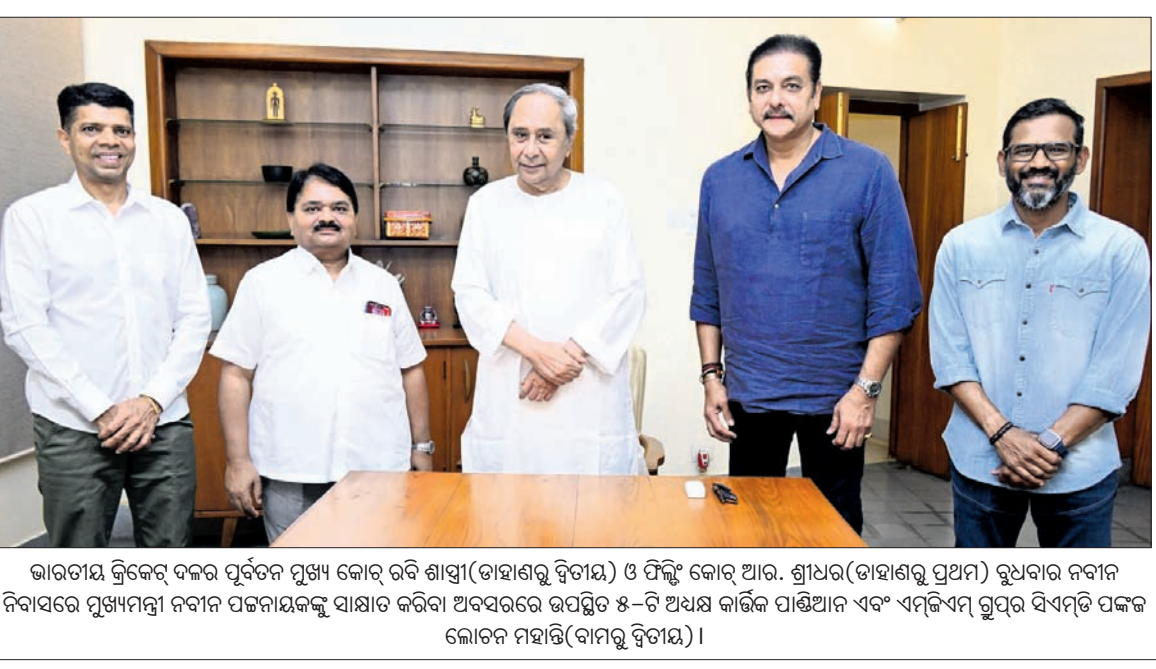 ଭାରତୀୟ କ୍ରିକେଟ୍ ଦଳର ପୂର୍ବତନ ମୁଖ୍ୟ କୋଚ୍ ରବି ଶାସ୍ତ୍ରୀ(ଡାହାଣରୁ ଦ୍ୱିତୀୟ) ଓ ଫିଲ୍ଡିଂ କୋଚ୍ ଆର. ଶ୍ରୀଧର(ଡାହାଣରୁ ପ୍ରଥମ) ବୁଧବାର ନବୀନ
ନିବାସରେ ମୁଖ୍ୟମନ୍ତ୍ରୀ ନବୀନ ପଟ୍ଟନାୟକଙ୍କୁ ସାକ୍ଷାତ କରିବା ଅବସରରେ ଉପସ୍ଥିତ ୫–ଟି ଅଧ୍ୟକ୍ଷ କାର୍ତ୍ତିକ ପାଣ୍ଡିଆନ ଏବଂ ଏମ୍‌ଜିଏମ୍ ଗ୍ରୁପ୍‌ର ସିଏମ୍‌ଡି ପଙ୍କଜ
ଲୋଚନ ମହାନ୍ତି(ବାମରୁ ଦ୍ୱିତୀୟ)।